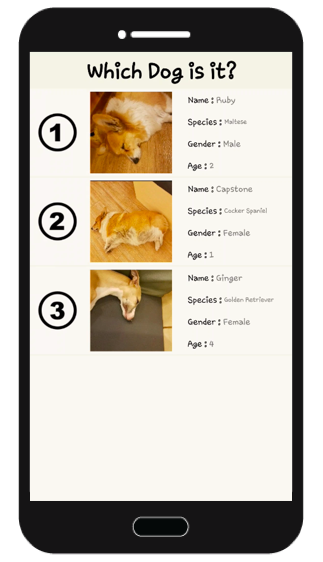 Which Dog is it?
1
Name : Ruby
Species : Maltese
Gender : Male
Age : 2
2
Name : Capstone
Species : Cocker Spaniel
Gender : Female
Age : 1
3
Name : Ginger
Species : Golden Retriever
Gender : Female
Age : 4